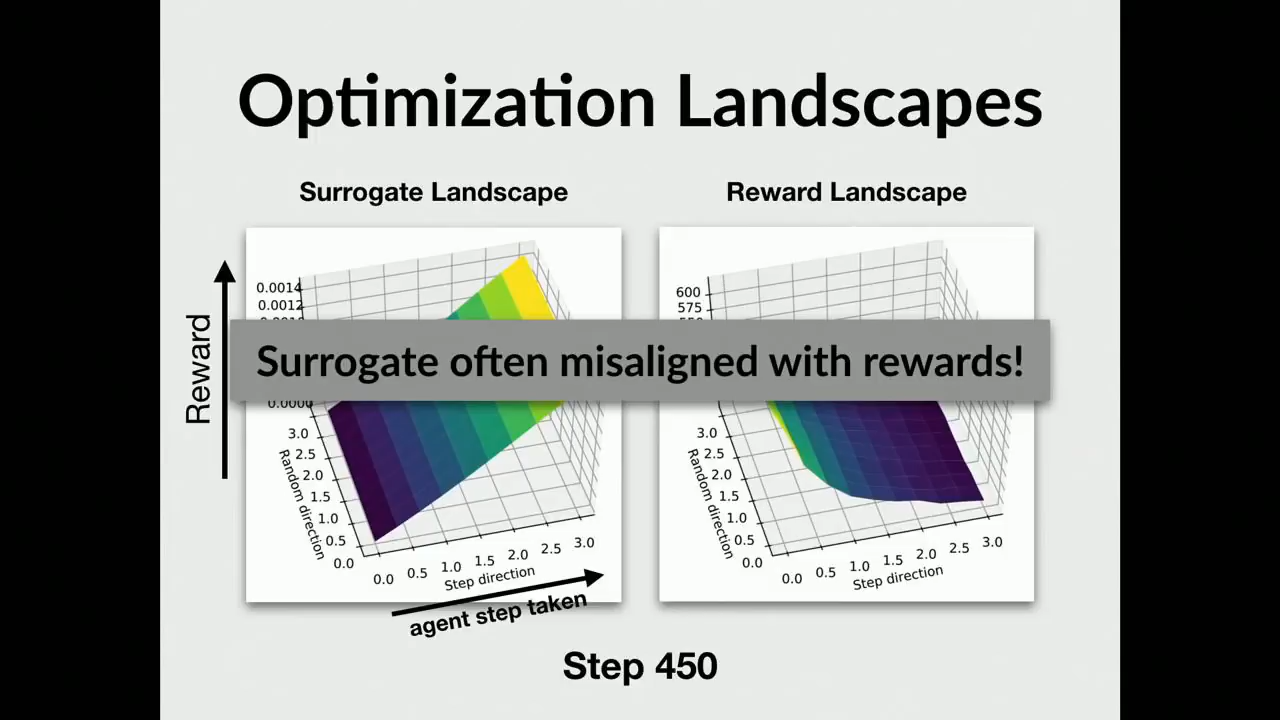 Optimization Landscapes
Surrogate Landscape
Reward Landscape
Reward
0.0014
0.0012
0.0000
3.0
2.5
2.0
1.5
1.0
0.5
0.0
Random direction
0.0 0.5 1.0 1.5 2.0 2.5 3.0
Step direction
agent step taken
600
575
3.0
2.5
2.0
1.5
1.0
0.5
0.0
Random direction
0.0 0.5 1.0 1.5 2.0 2.5 3.0
Step direction
Surrogate often misaligned with rewards!
Step 450